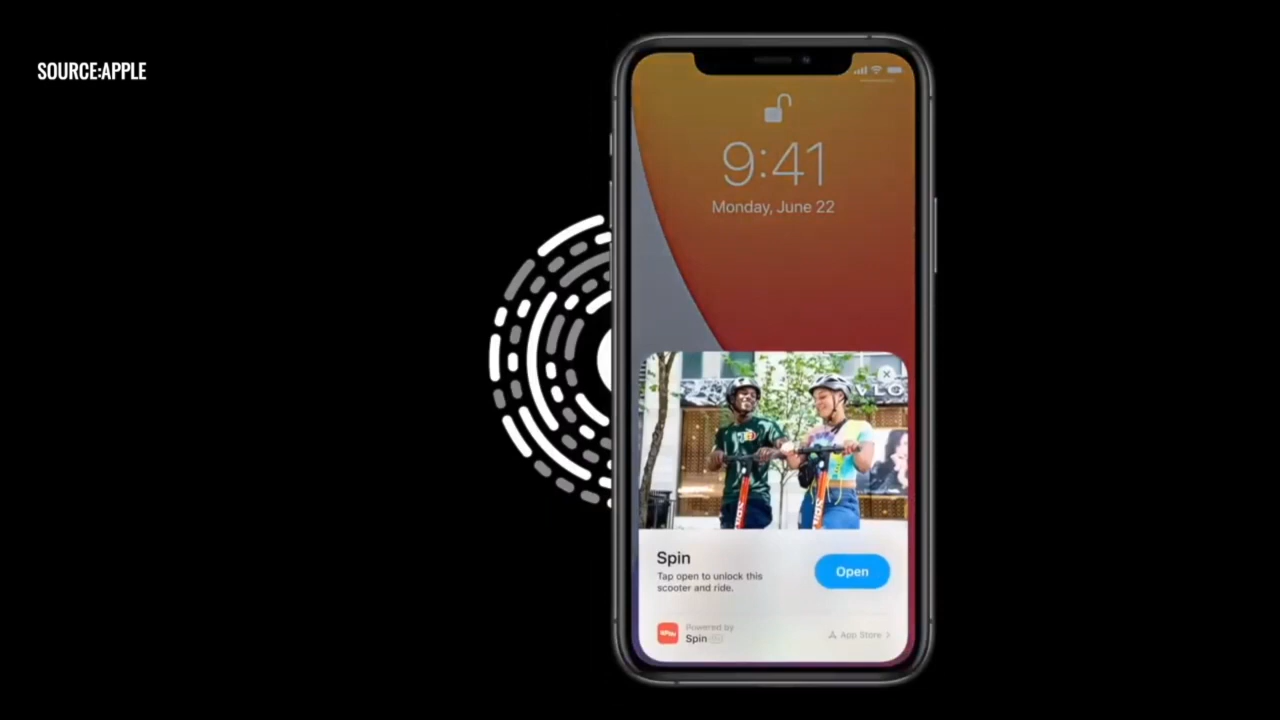 SOURCE:APPLE
9:41
Monday, June 22
VLG
Spin
Tap open to unlock this
scooter and ride.
Open
Powered by
Spin
App Store >